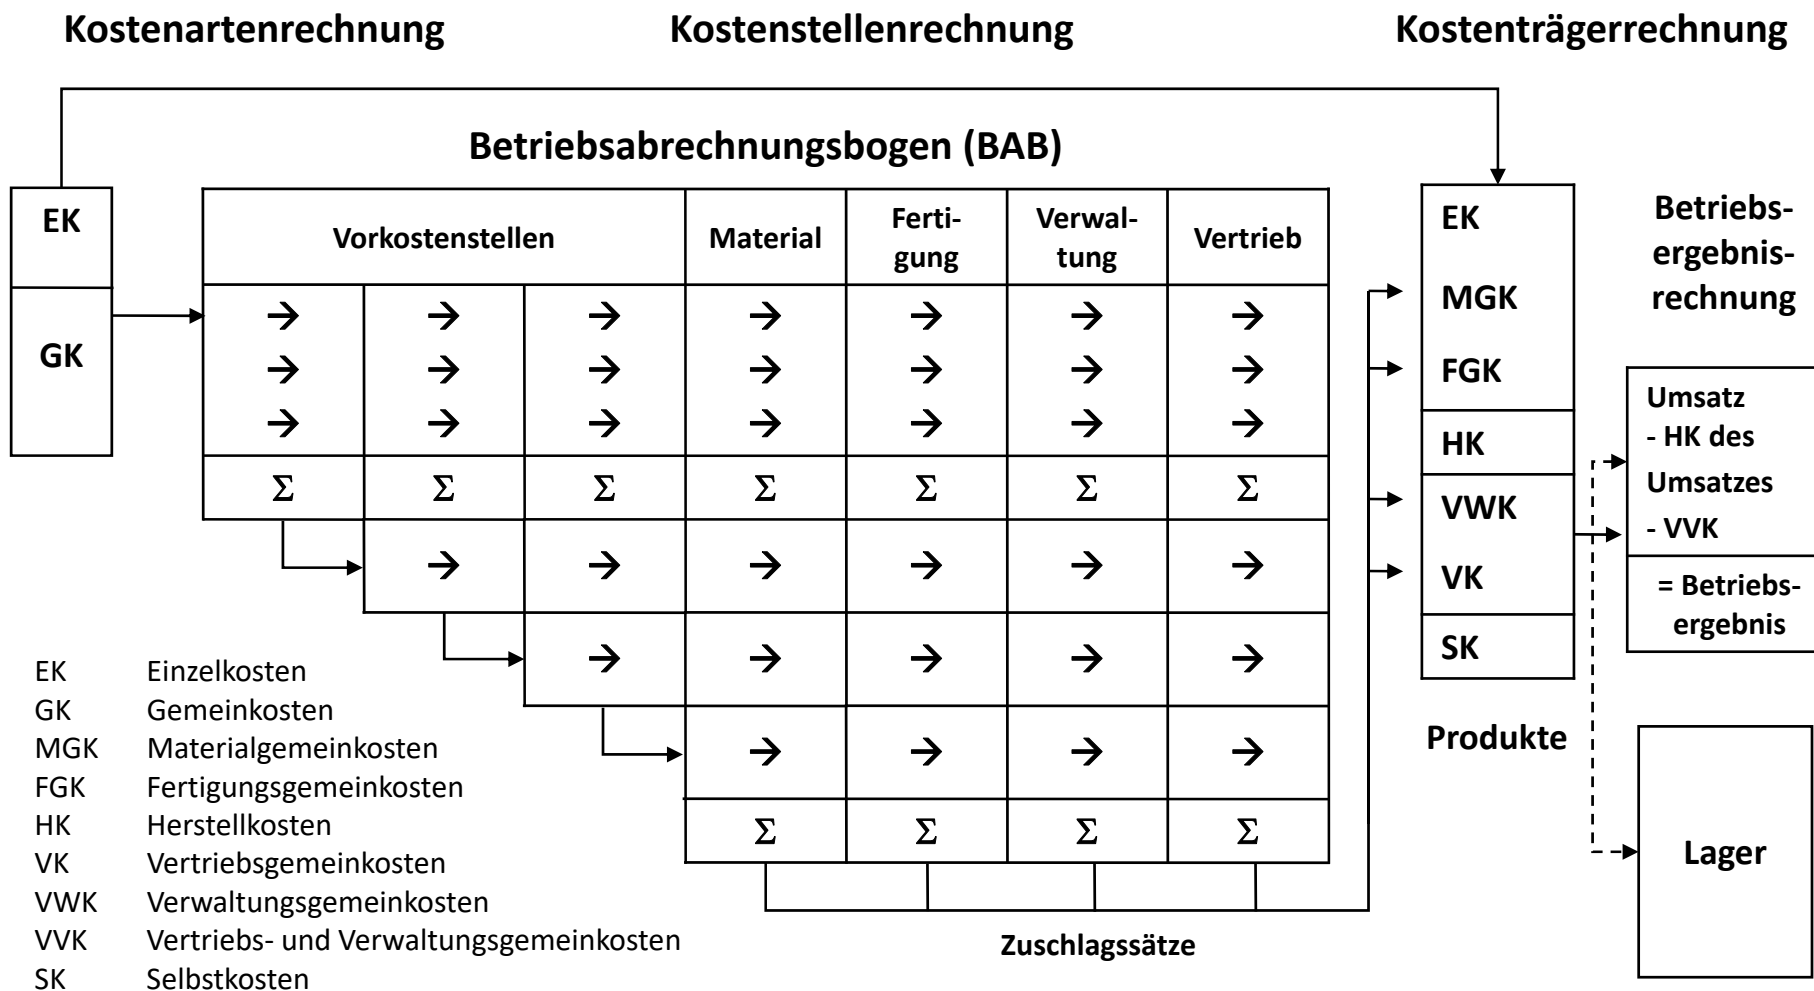 Kostenartenrechnung
Kostenstellenrechnung
Kostenträgerrechnung
Betriebsabrechnungsbogen (BAB)
EK
GK
Vorkostenstellen
Material
Ferti-
gung
Verwal-
tung
Vertrieb
→ → → → → → →
→ → → → → → →
→ → → → → → →
Σ Σ Σ Σ Σ Σ Σ
→ → → → → →
→ → → → →
→ → → →
Σ Σ Σ Σ
Zuschlagssätze
EK
MGK
FGK
HK
VWK
VK
SK
Produkte
Betriebs-
ergebnis-
rechnung
Umsatz
- HK des
Umsatzes
- VVK
= Betriebs-
ergebnis
Lager
EK Einzelkosten
GK Gemeinkosten
MGK Materialgemeinkosten
FGK Fertigungsgemeinkosten
HK Herstellkosten
VK Vertriebsgemeinkosten
VWK Verwaltungsgemeinkosten
VVK Vertriebs- und Verwaltungsgemeinkosten
SK Selbstkosten